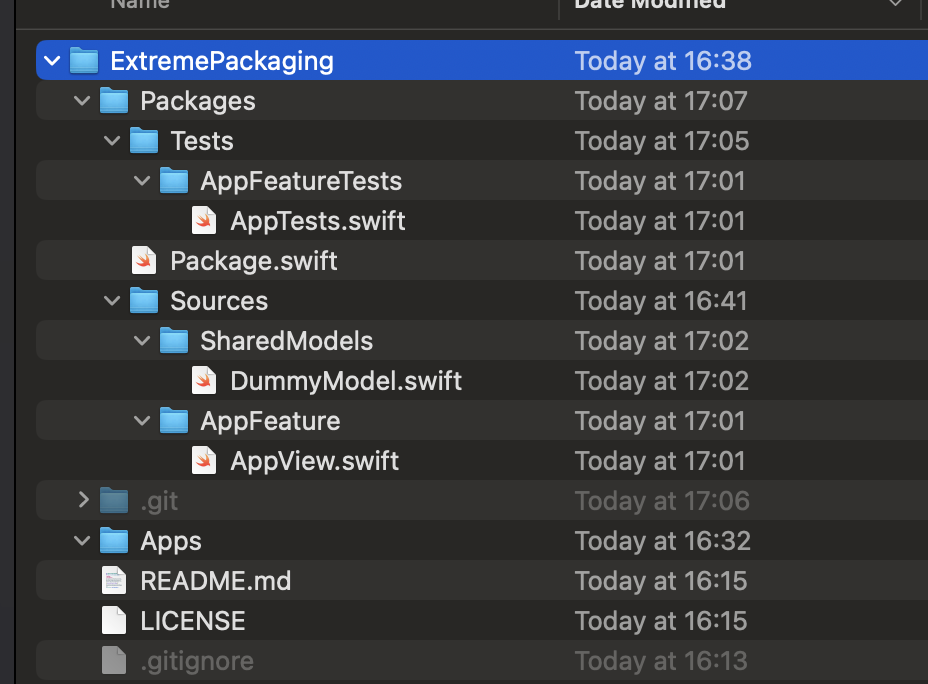 Name Date Modified
ExtremePackaging Today at 16:38
Packages Today at 17:07
Tests Today at 17:05
AppFeatureTests Today at 17:01
AppTests.swift Today at 17:01
Package.swift Today at 17:01
Sources Today at 16:41
SharedModels Today at 17:02
DummyModel.swift Today at 17:02
AppFeature Today at 17:01
AppView.swift Today at 17:01
.git Today at 17:06
Apps Today at 16:32
README.md Today at 16:15
LICENSE Today at 16:15
.gitignore Today at 16:13